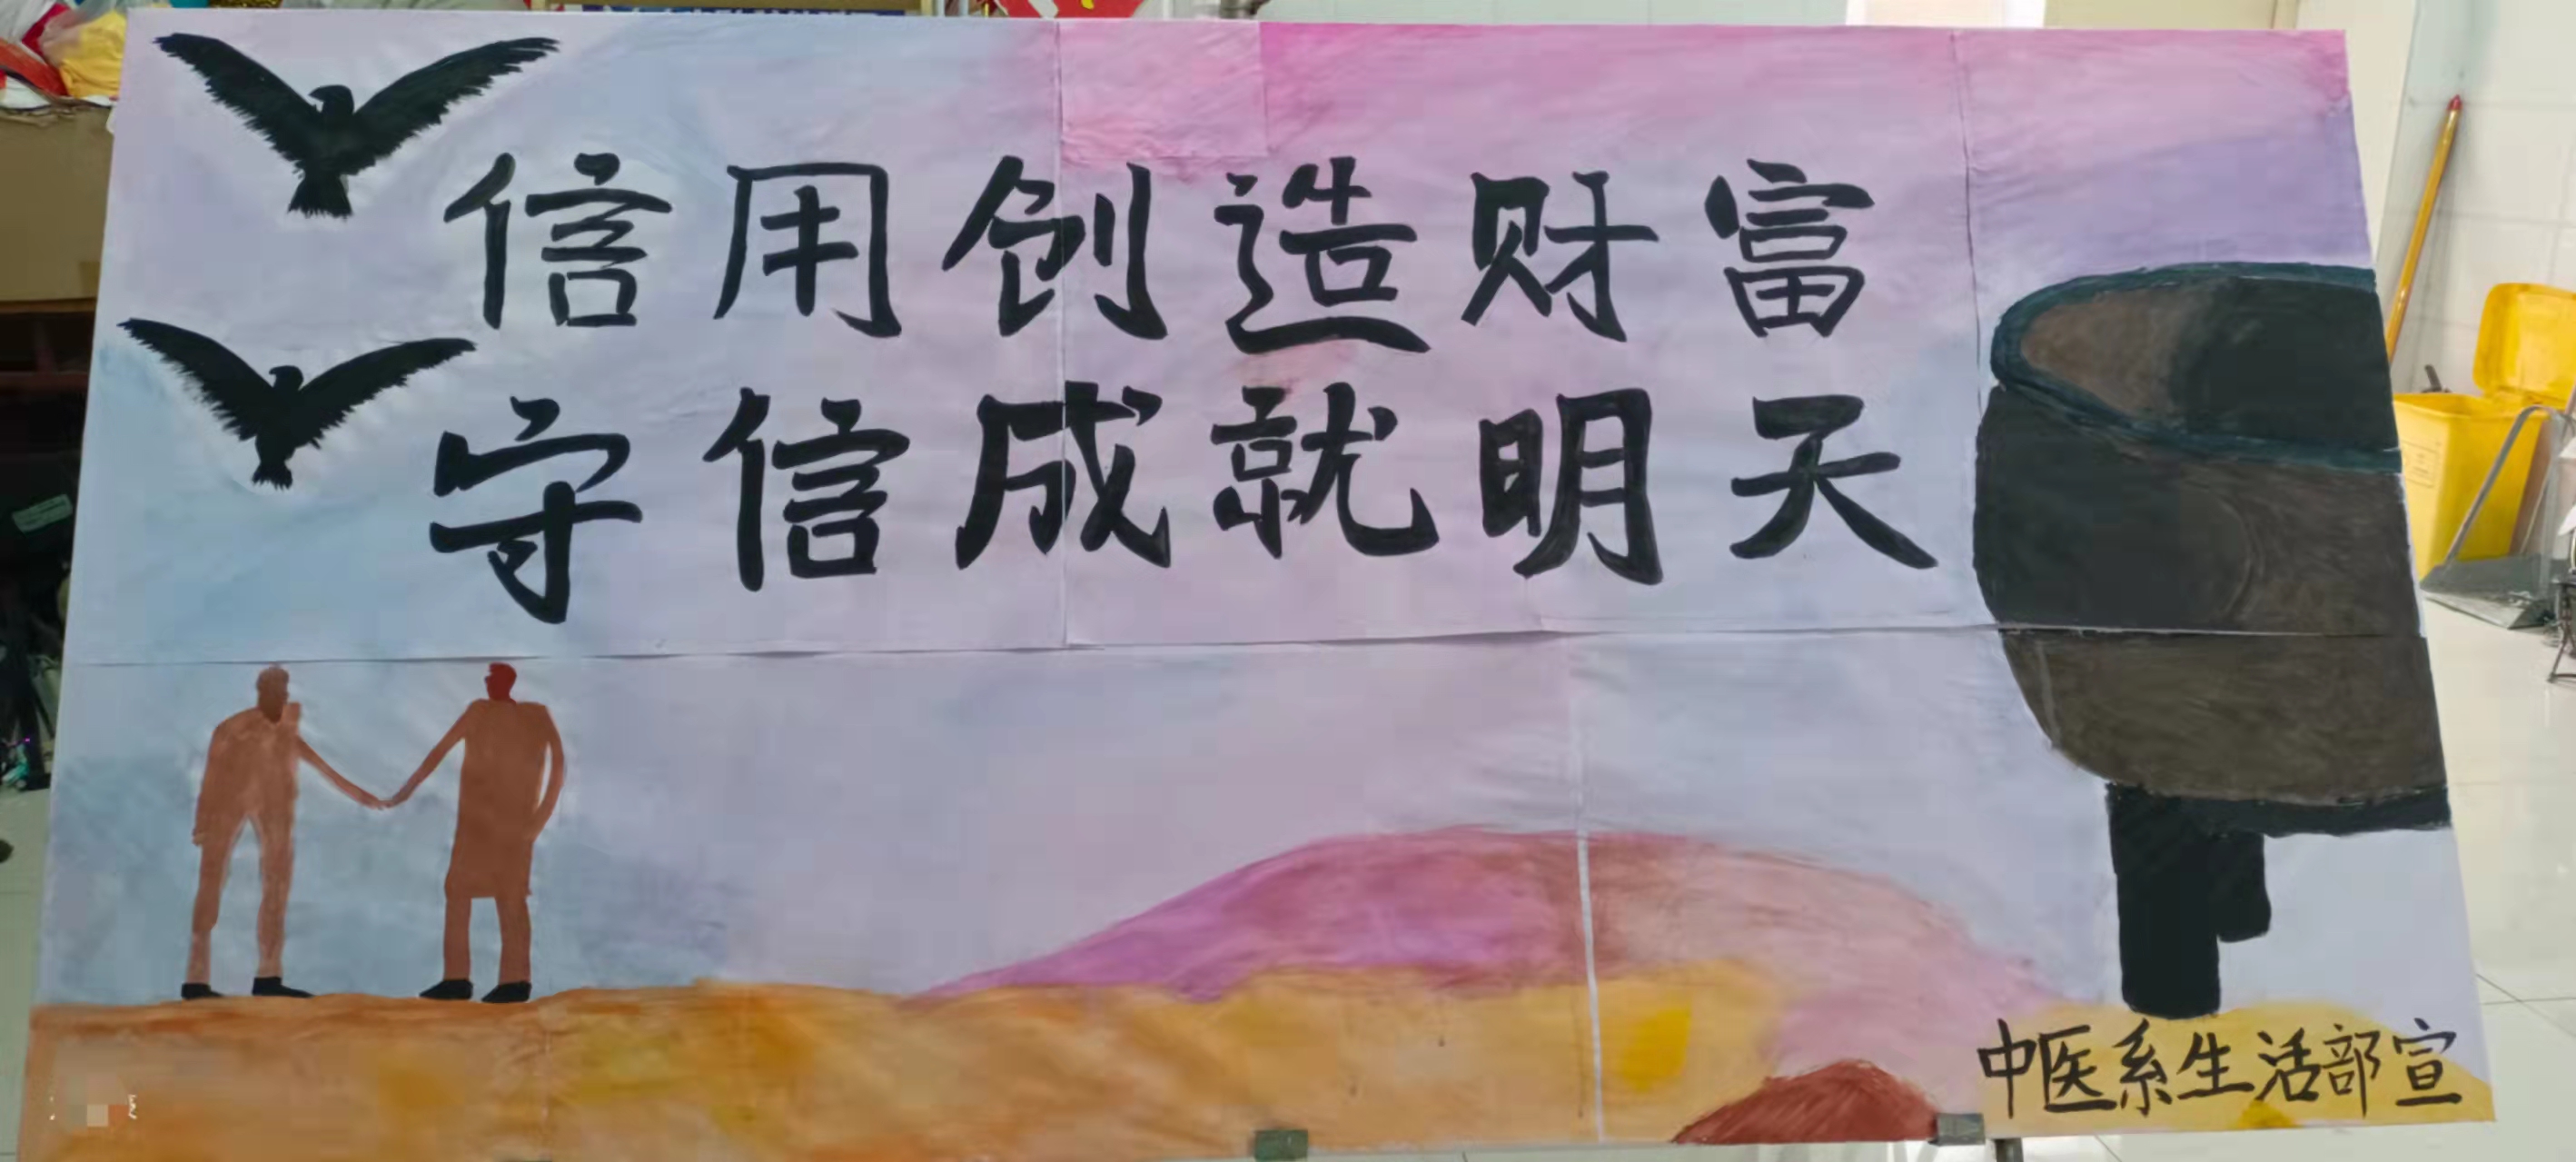 信用创造财富
守信成就明天
中医系生活部宣